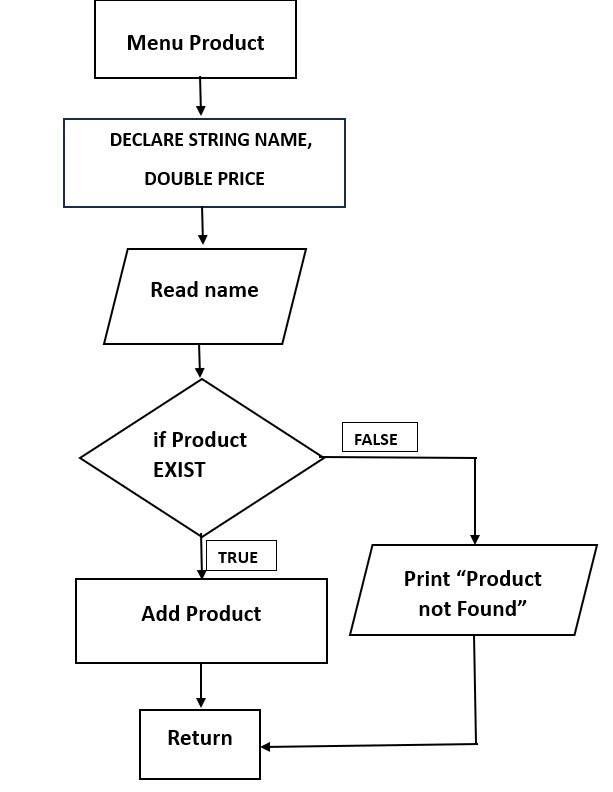 Menu Product
DECLARE STRING NAME,
DOUBLE PRICE
Read name
if Product
EXIST
FALSE
TRUE
Print “Product
not Found”
Add Product
Return